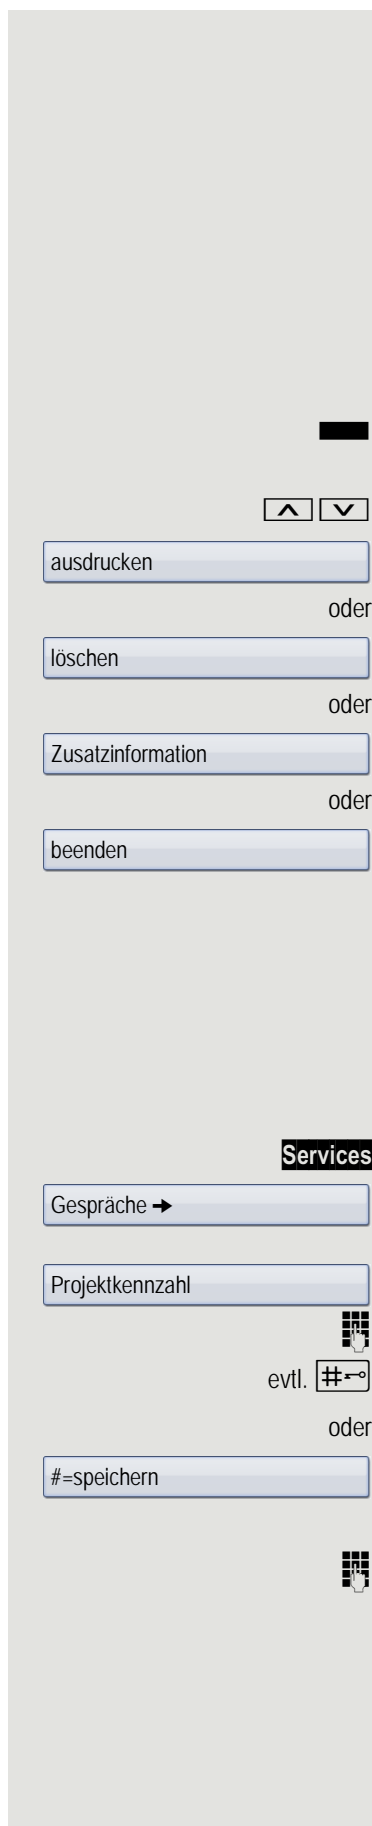 ausdrucken
oder
löschen
oder
Zusatzinformation
oder
beenden
Services
Gespräche →
Projektkennzahl
evtl. #
oder
#=speichern